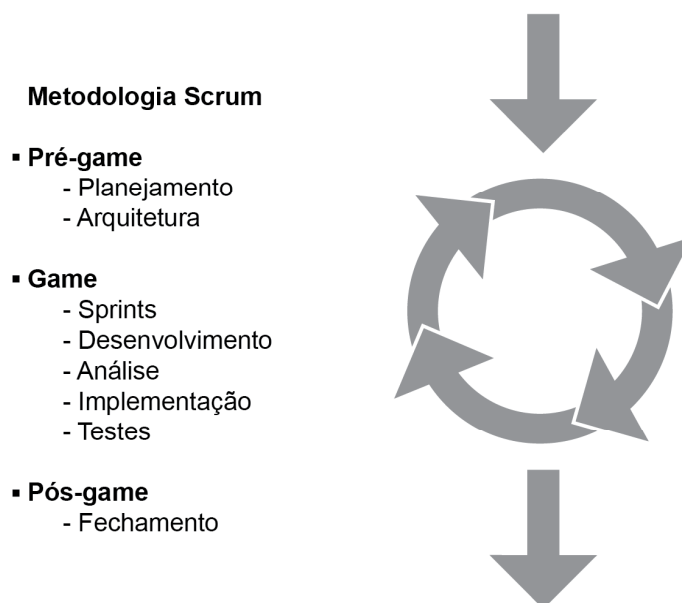 Metodologia Scrum
▪ Pré-game
- Planejamento
- Arquitetura
▪ Game
- Sprints
- Desenvolvimento
- Análise
- Implementação
- Testes
▪ Pós-game
- Fechamento